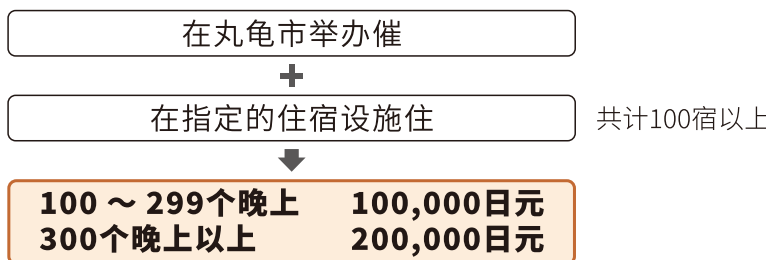 在丸龟市举办催
+
在指定的住宿设施住
共计100宿以上
100 ～ 299个晚上 100,000日元
300个晚上以上 200,000日元